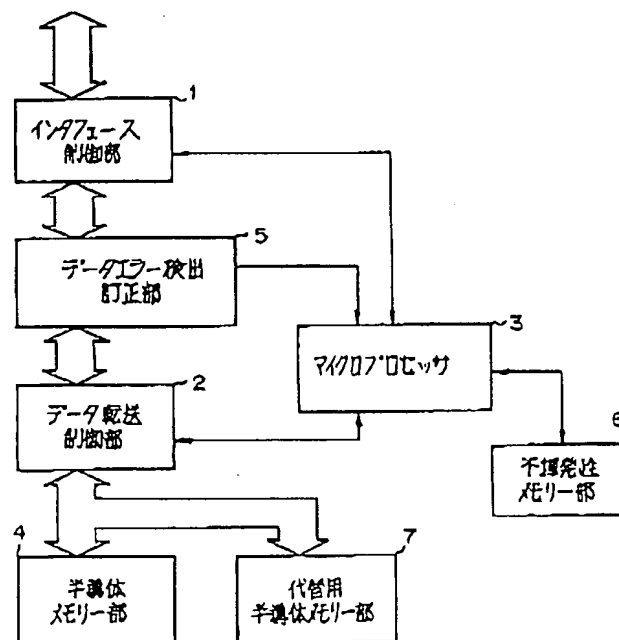 1
インタフェース
制御部
5
データエラー検出
訂正部
3
マイクロプロセッサ
2
データ転送
制御部
6
不揮発性
メモリー部
4
半導体
メモリー部
7
代替用
半導体メモリー部